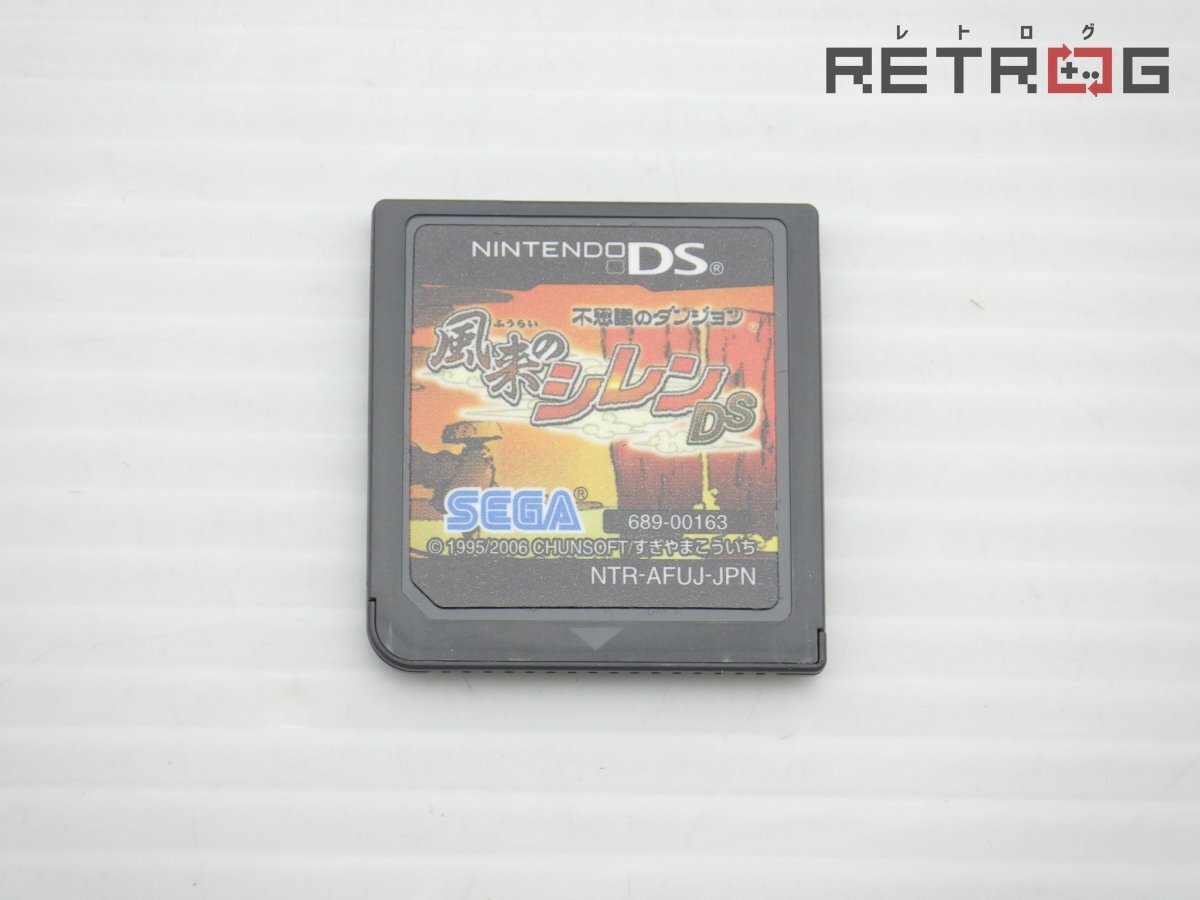 レトログ
RETROG
NINTENDO DS®
不思議のダンジョン®
ふうらい
風来のシレンDS
SEGA®
689-00163
© 1995/2006 CHUNSOFT/すぎやまこういち
NTR-AFUJ-JPN